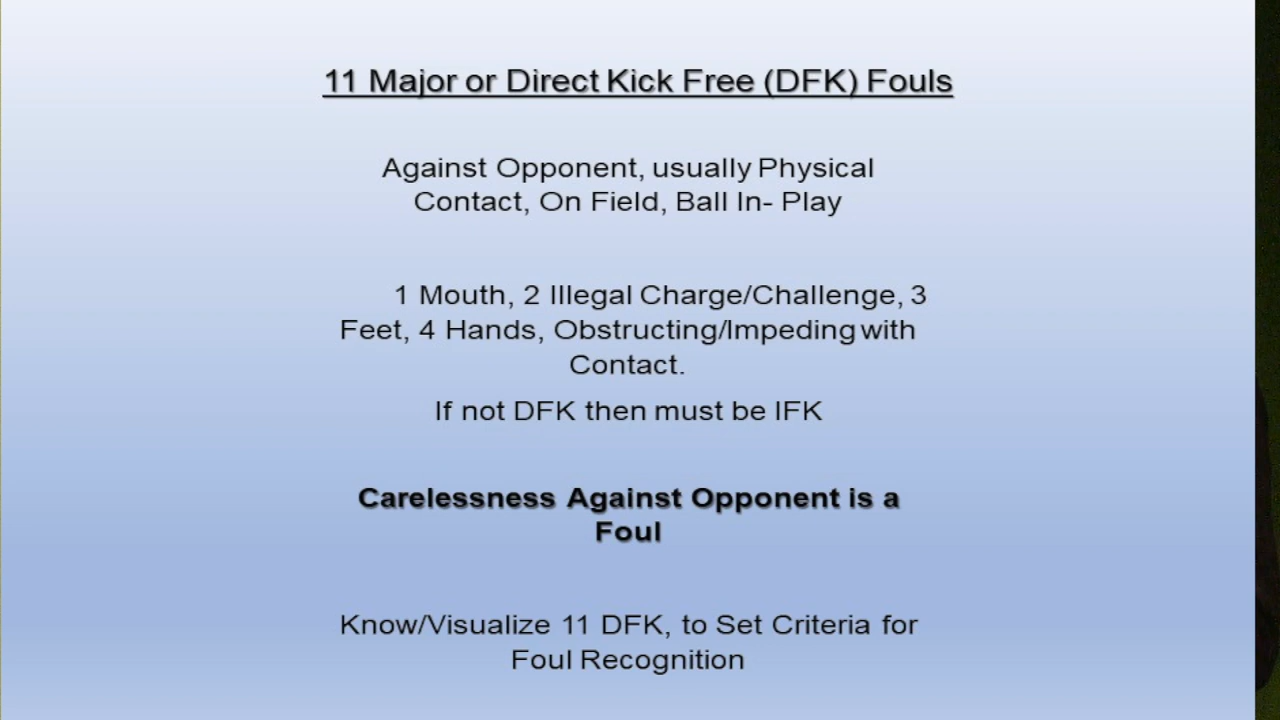 11 Major or Direct Kick Free (DFK) Fouls
Against Opponent, usually Physical
Contact, On Field, Ball In- Play
1 Mouth, 2 Illegal Charge/Challenge, 3
Feet, 4 Hands, Obstructing/Impeding with
Contact.
If not DFK then must be IFK
Carelessness Against Opponent is a
Foul
Know/Visualize 11 DFK, to Set Criteria for
Foul Recognition